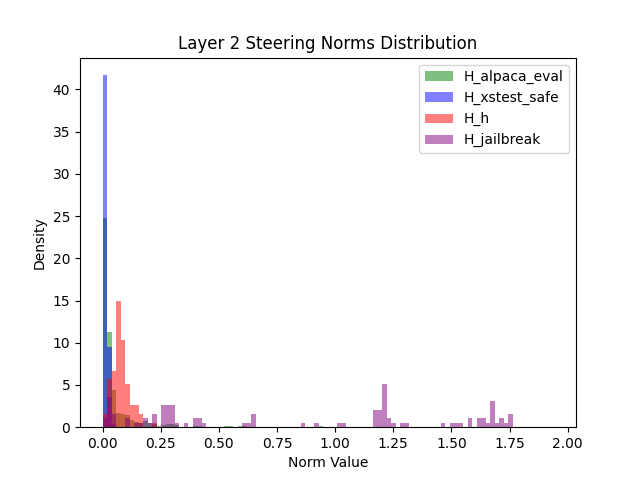 Layer 2 Steering Norms Distribution
H_alpaca_eval
H_xstest_safe
H_h
H_jailbreak
40
35
30
25
20
15
10
5
0
Density
0.00 0.25 0.50 0.75 1.00 1.25 1.50 1.75 2.00
Norm Value